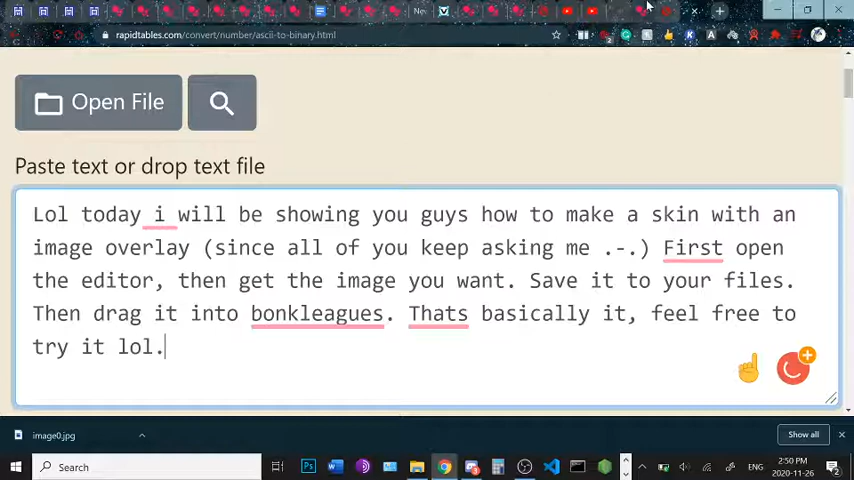 Nev
rapidtables.com/convert/number/ascii-to-binary.html
Open File
Paste text or drop text file
Lol today i will be showing you guys how to make a skin with an
image overlay (since all of you keep asking me .-.) First open
the editor, then get the image you want. Save it to your files.
Then drag it into bonkleagues. Thats basically it, feel free to
try it lol.
image0.jpg
Show all
Search
ENG
2:50 PM
2020-11-26